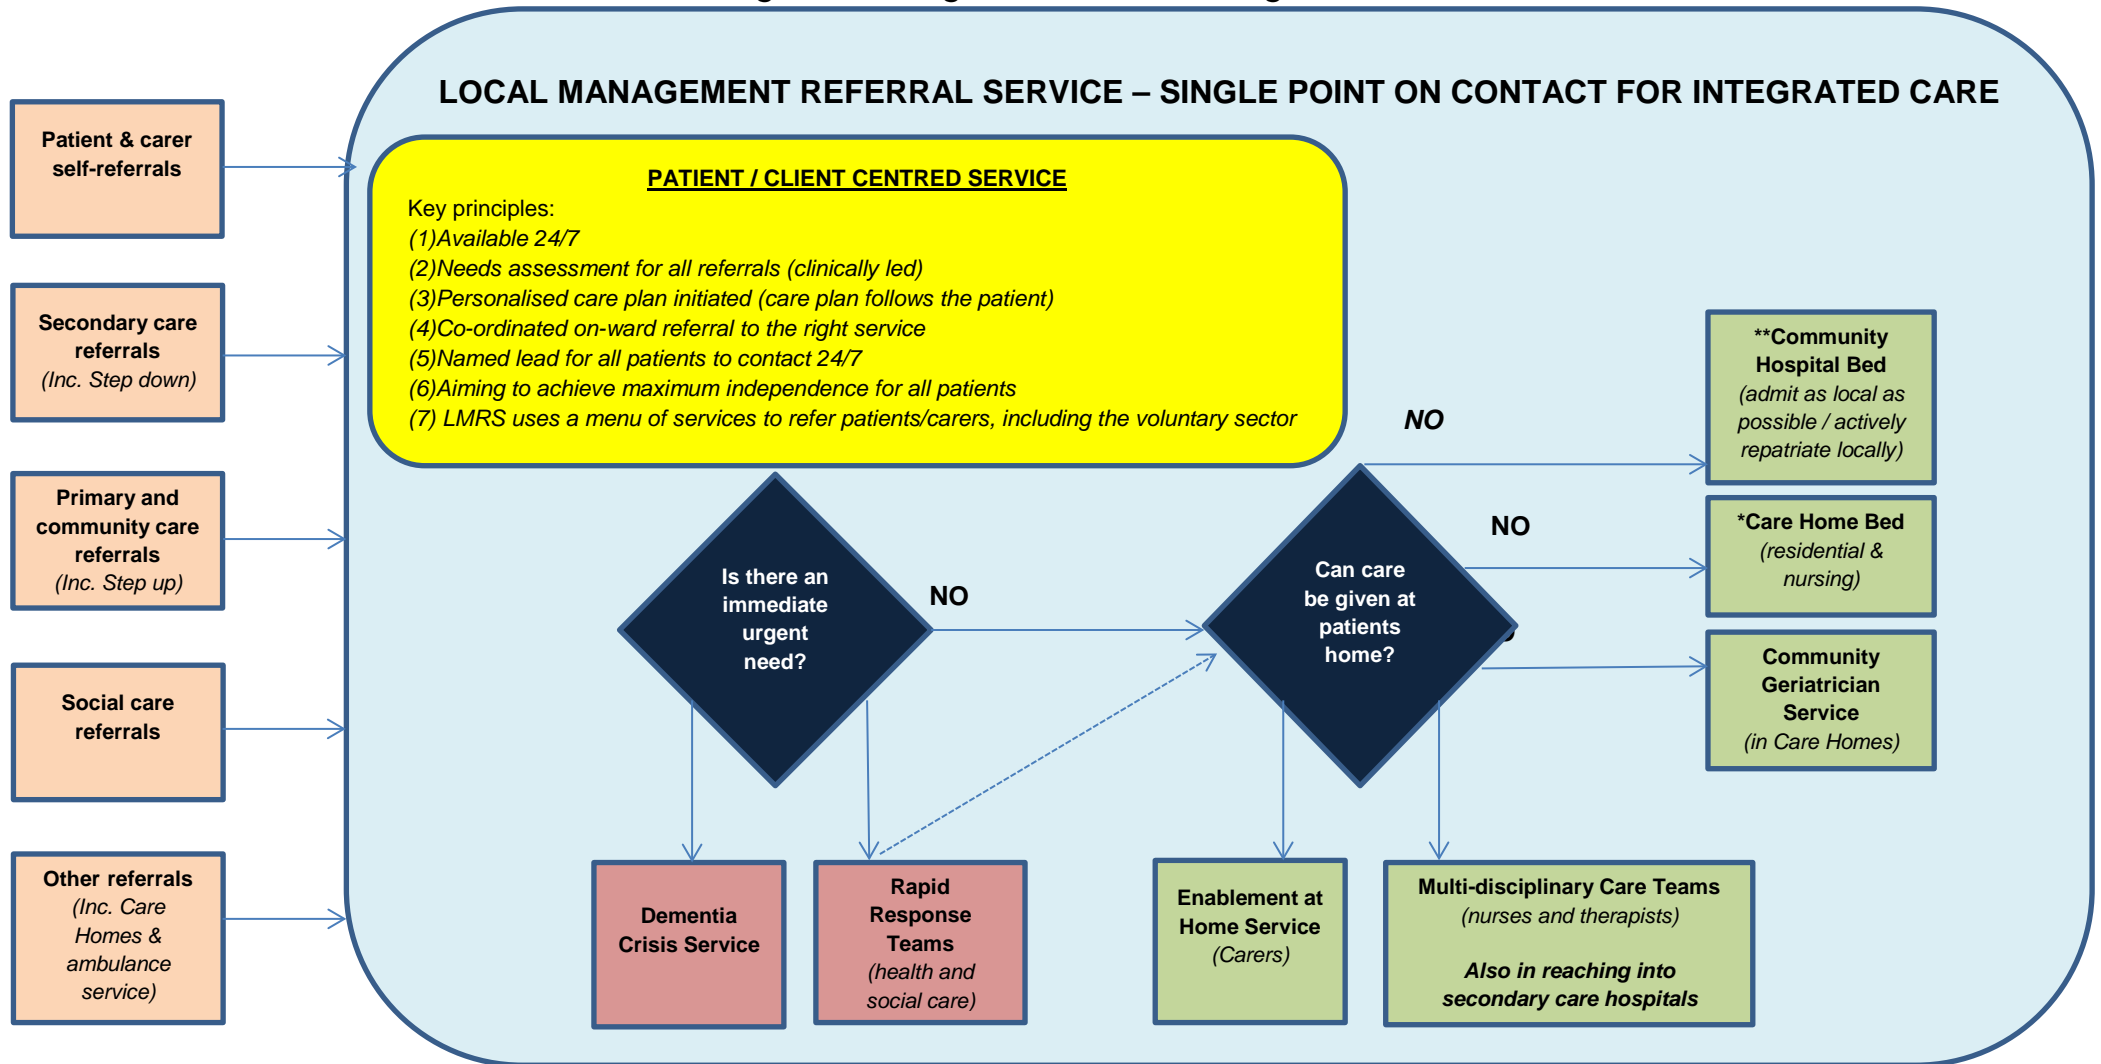 LOCAL MANAGEMENT REFERRAL SERVICE – SINGLE POINT ON CONTACT FOR INTEGRATED CARE
Patient & carer
self-referrals
Secondary care
referrals
(Inc. Step down)
Primary and
community care
referrals
(Inc. Step up)
Social care
referrals
Other referrals
(Inc. Care
Homes &
ambulance
service)
PATIENT / CLIENT CENTRED SERVICE
Key principles:
(1)Available 24/7
(2)Needs assessment for all referrals (clinically led)
(3)Personalised care plan initiated (care plan follows the patient)
(4)Co-ordinated on-ward referral to the right service
(5)Named lead for all patients to contact 24/7
(6)Aiming to achieve maximum independence for all patients
(7) LMRS uses a menu of services to refer patients/carers, including the voluntary sector
Is there an
immediate
urgent
need?
NO
Can care
be given at
patients
home?
NO
NO
**Community
Hospital Bed
(admit as local as
possible / actively
repatriate locally)
*Care Home Bed
(residential &
nursing)
Community
Geriatrician
Service
(in Care Homes)
Dementia
Crisis Service
Rapid
Response
Teams
(health and
social care)
Enablement at
Home Service
(Carers)
Multi-disciplinary Care Teams
(nurses and therapists)
Also in reaching into
secondary care hospitals